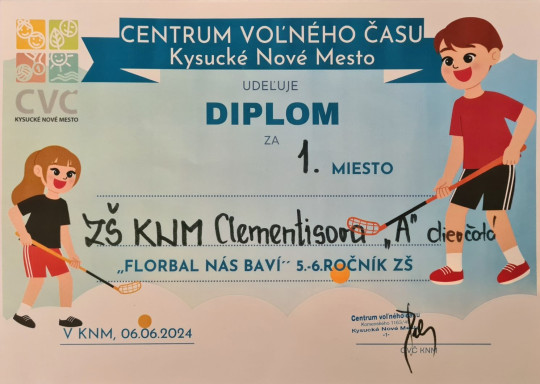 CENTRUM VOĽNÉHO ČASU
Kysucké Nové Mesto
CVČ
KYSUCKÉ NOVÉ MESTO
UDEĽUJE
DIPLOM
ZA
1. MIESTO
ZŠ KNM Clementisova „A" dievčatá
„FLORBAL NÁS BAVÍ´´ 5.-6.ROČNÍK ZŠ
V KNM, 06.06.2024
Centrum voľného času
Kysucké Nové Mesto
-1-
CVČ KNM